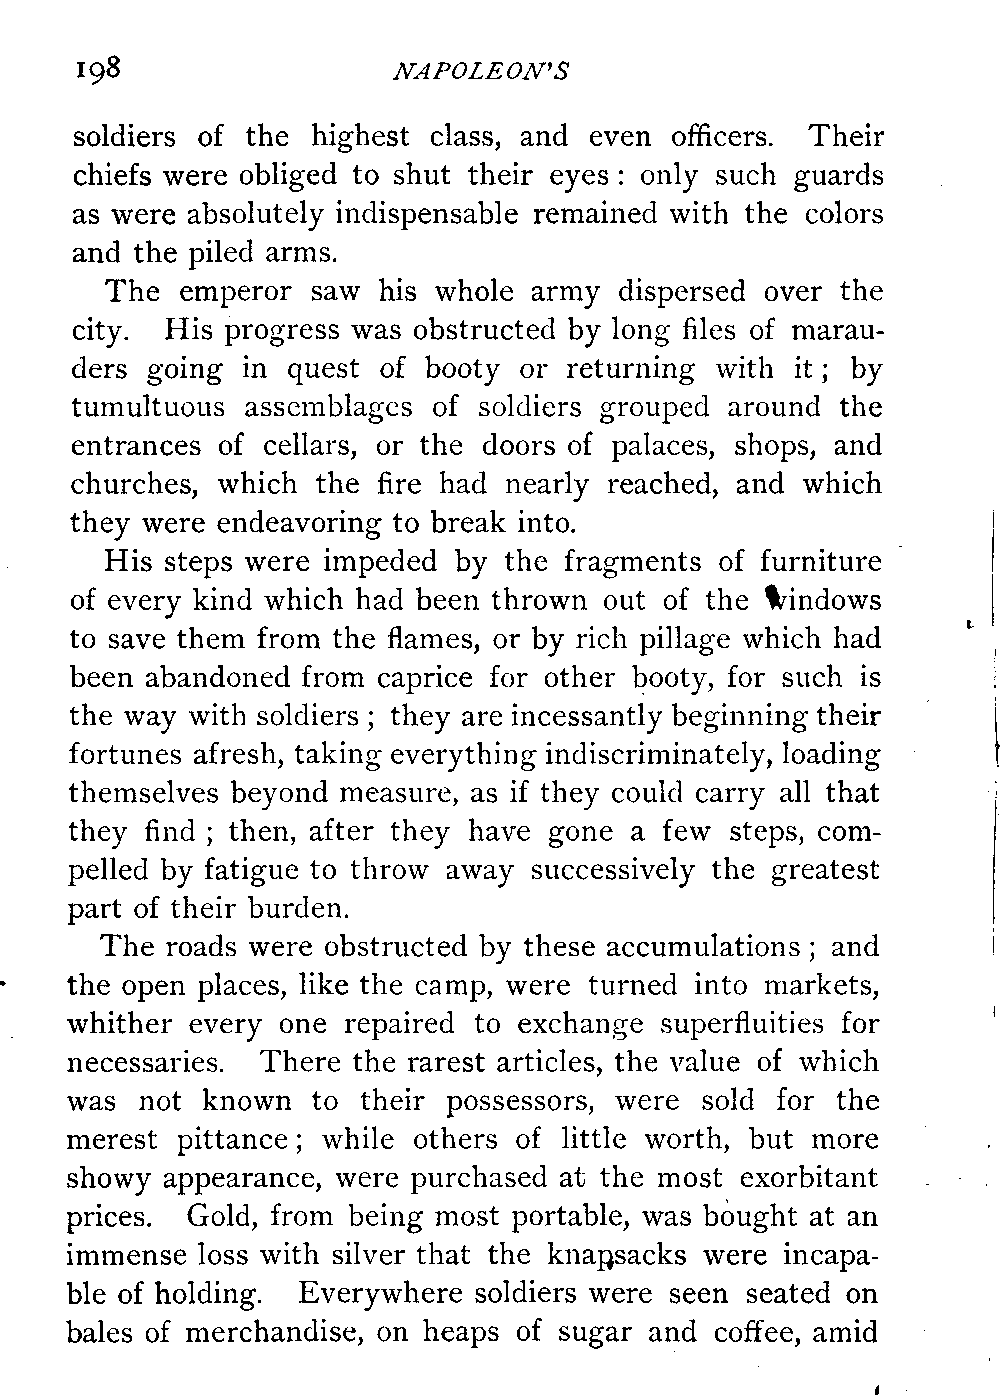 198 NAPOLEON'S
soldiers of the highest class, and even officers. Their
chiefs were obliged to shut their eyes : only such guards
as were absolutely indispensable remained with the colors
and the piled arms.
The emperor saw his whole army dispersed over the
city. His progress was obstructed by long files of marau-
ders going in quest of booty or returning with it ; by
tumultuous assemblages of soldiers grouped around the
entrances of cellars, or the doors of palaces, shops, and
churches, which the fire had nearly reached, and which
they were endeavoring to break into.
His steps were impeded by the fragments of furniture
of every kind which had been thrown out of the windows
to save them from the flames, or by rich pillage which had
been abandoned from caprice for other booty, for such is
the way with soldiers ; they are incessantly beginning their
fortunes afresh, taking everything indiscriminately, loading
themselves beyond measure, as if they could carry all that
they find ; then, after they have gone a few steps, com-
pelled by fatigue to throw away successively the greatest
part of their burden.
The roads were obstructed by these accumulations ; and
the open places, like the camp, were turned into markets,
whither every one repaired to exchange superfluities for
necessaries. There the rarest articles, the value of which
was not known to their possessors, were sold for the
merest pittance ; while others of little worth, but more
showy appearance, were purchased at the most exorbitant
prices. Gold, from being most portable, was bought at an
immense loss with silver that the knapsacks were incapa-
ble of holding. Everywhere soldiers were seen seated on
bales of merchandise, on heaps of sugar and coffee, amid